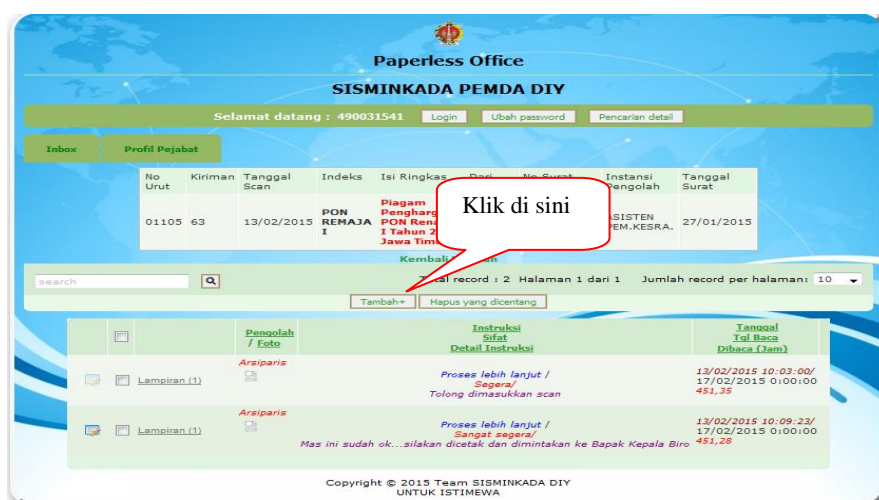 Paperless Office
SISMINKADA PEMDA DIY
Selamat datang : 490031541 Login Ubah password Pencarian detail
Inbox Profil Pejabat
No Urut Kiriman Tanggal Scan Indeks Isi Ringkas Dari No Surat Instansi Pengolah Tanggal Surat
01105 63 13/02/2015 PON REMAJA I Piagam PON I Tahun Jawa ASISTEN PEM.KESRA. 27/01/2015
Klik di sini
Kembali
search record : 2 Halaman 1 dari 1 Jumlah record per halaman: 10
Tambah+ Hapus yang dicentang
Pengolah / Foto
Instruksi
Sifat
Detail Instruksi
Tanggal
Tgl Baca
Dibaca (Jam)
Arsiparis
Lampiran (1)
Proses lebih lanjut /
Segera/
Tolong dimasukkan scan
13/02/2015 10:03:00/
17/02/2015 0:00:00
451,35
Arsiparis
Lampiran (1)
Proses lebih lanjut /
Sangat segera/
Mas ini sudah ok...silakan dicetak dan dimintakan ke Bapak Kepala Biro
13/02/2015 10:09:23/
17/02/2015 0:00:00
451,28
Copyright © 2015 Team SISMINKADA DIY
UNTUK ISTIMEWA